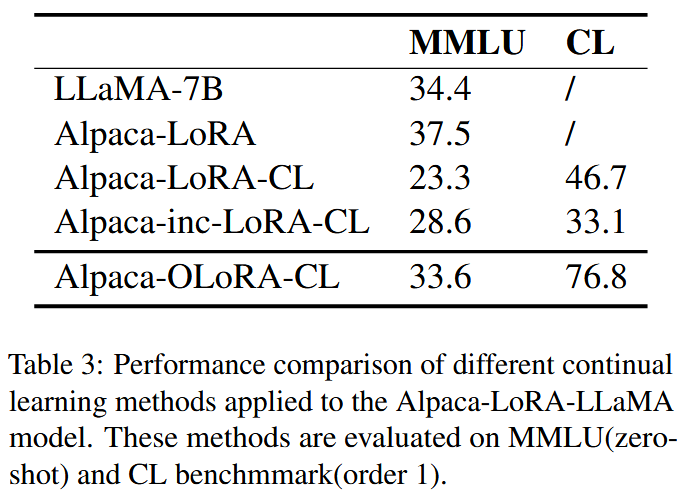 MMLU CL
LLaMA-7B 34.4 /
Alpaca-LoRA 37.5 /
Alpaca-LoRA-CL 23.3 46.7
Alpaca-inc-LoRA-CL 28.6 33.1
Alpaca-OLoRA-CL 33.6 76.8
Table 3: Performance comparison of different continual
learning methods applied to the Alpaca-LoRA-LLaMA
model. These methods are evaluated on MMLU(zero-
shot) and CL benchmmark(order 1).